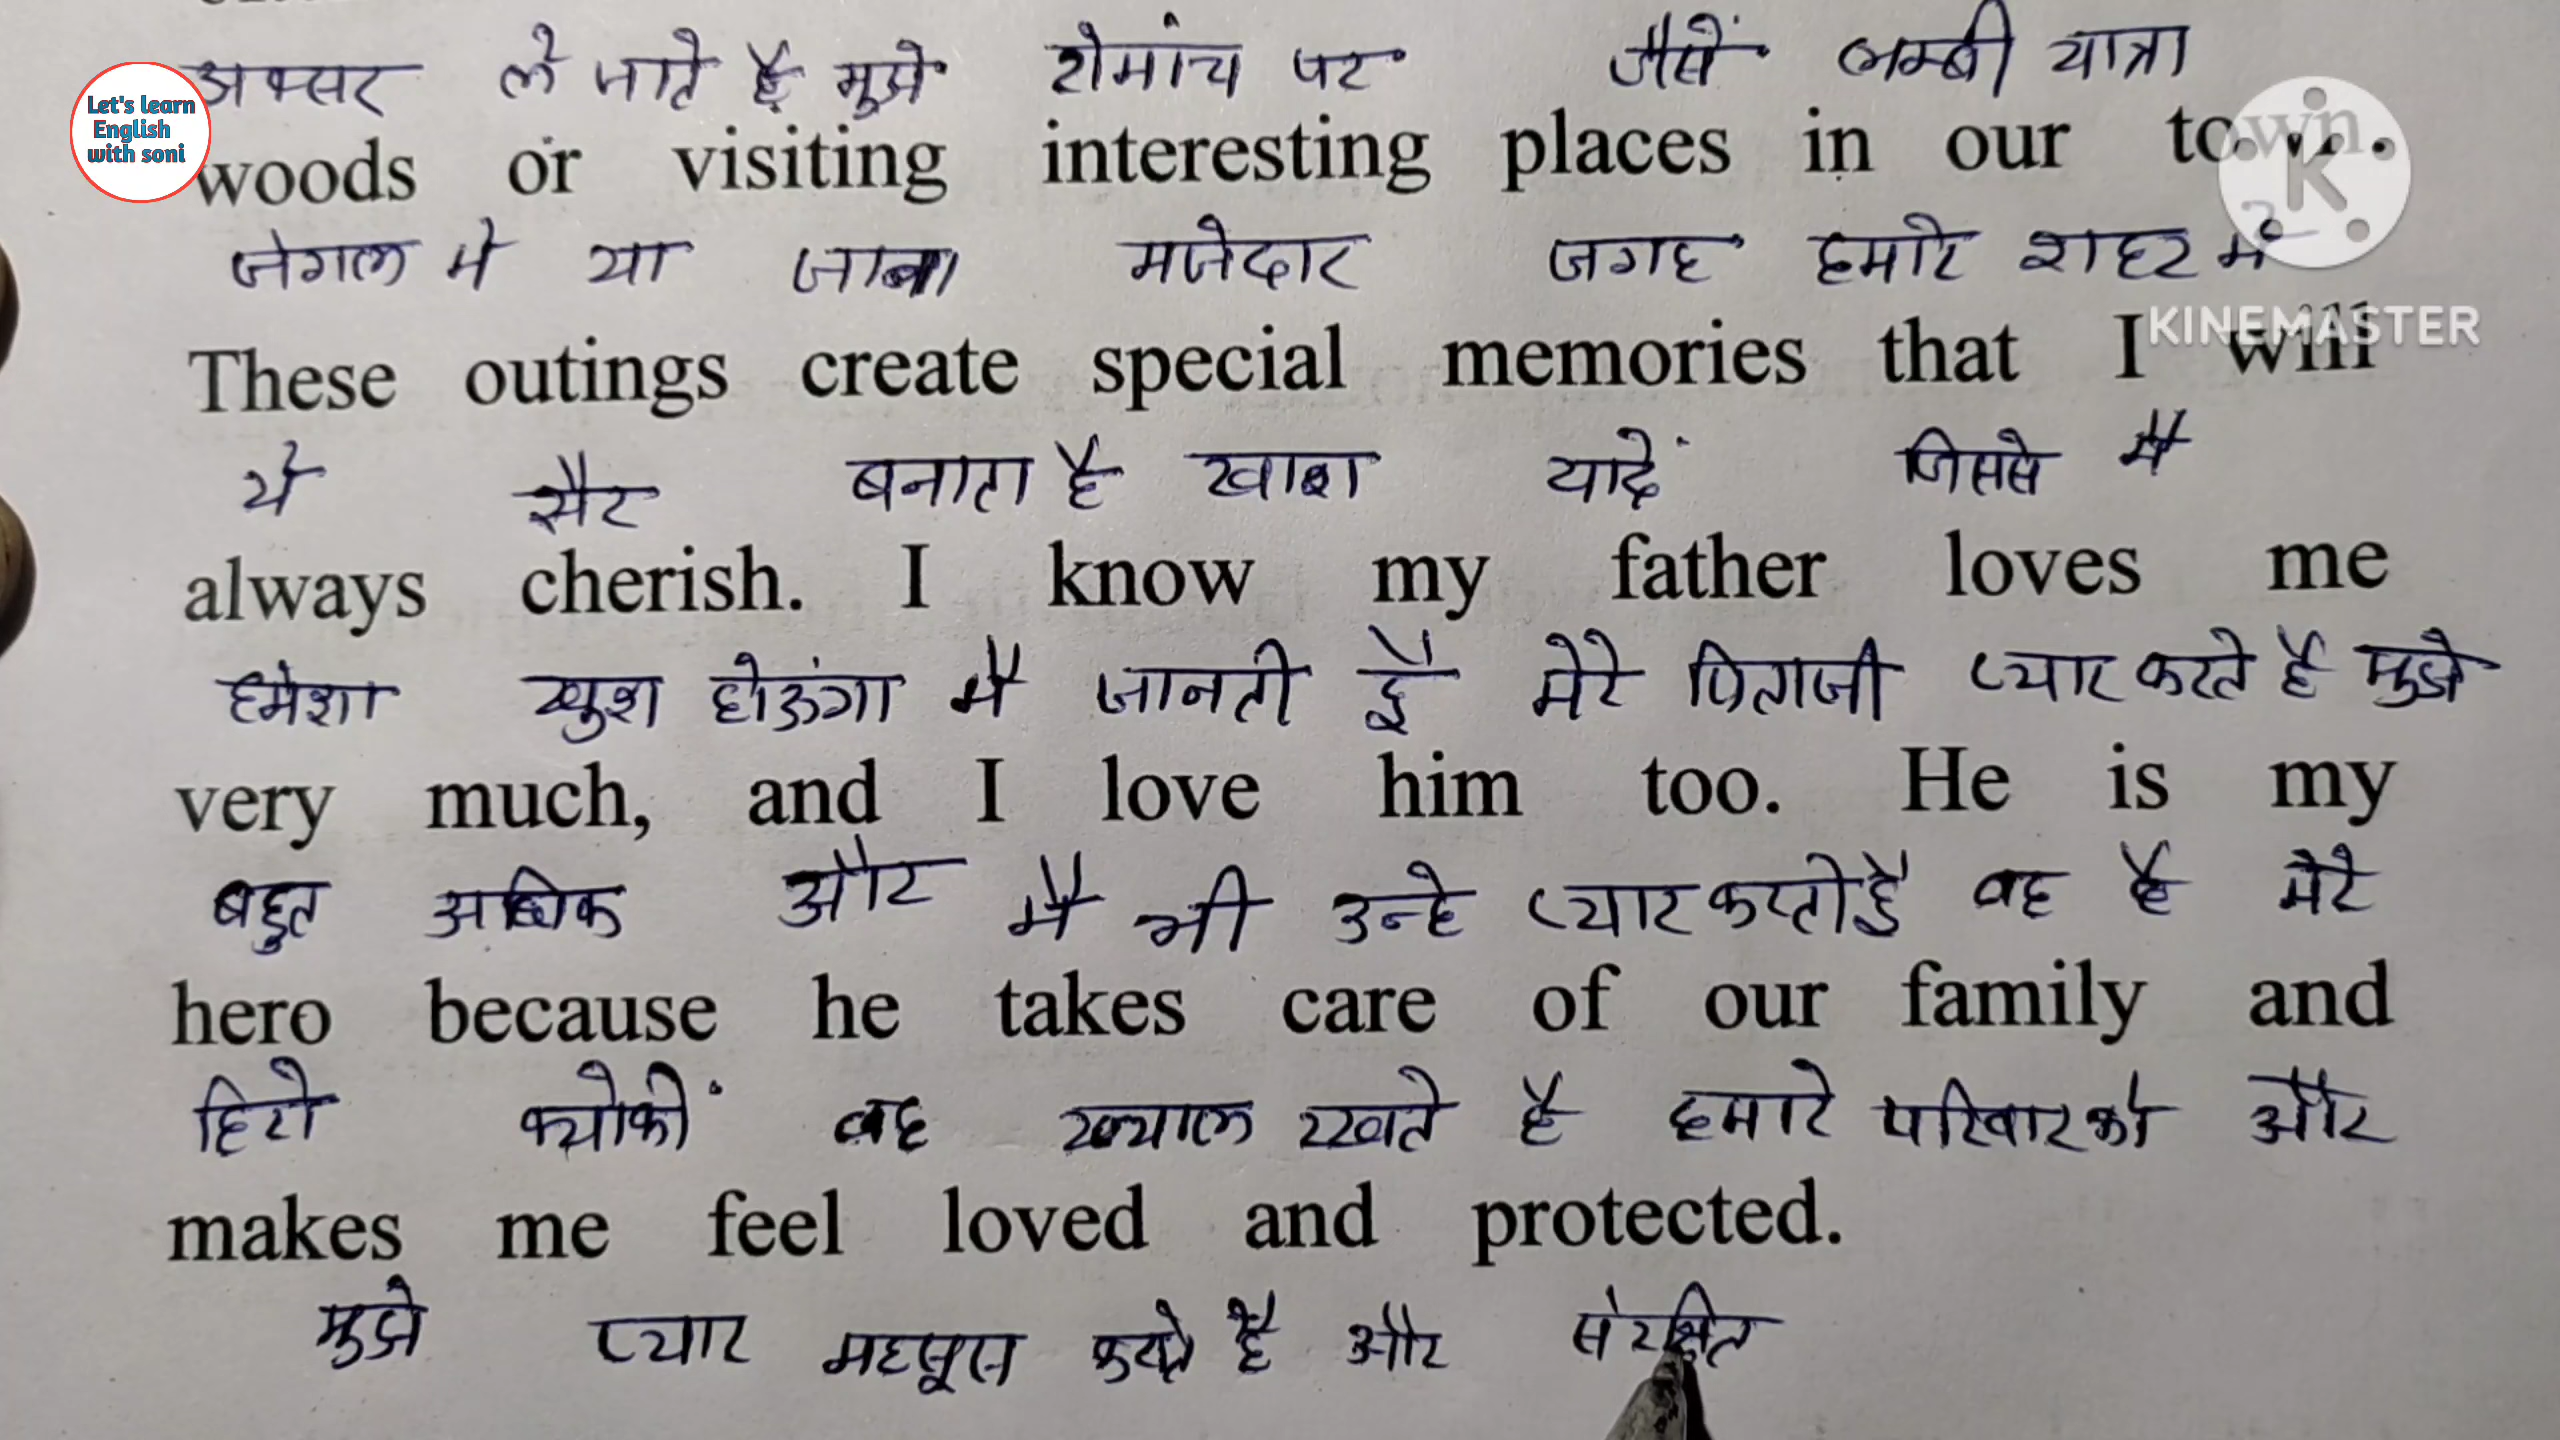 अक्सर ले जाते है मुझे रोमांच पर जैसें लम्बी यात्रा
Let's learn
English
with soni
woods or visiting interesting places in our town.
जंगल मे या जाना मजेदार जगह हमारे शहर में
These outings create special memories that I will
KINEMASTER
ये सैर बनाता है खाश यादें जिससे मै
always cherish. I know my father loves me
हमेशा खुश होऊंगा मै जानती हूँ मेरे पिताजी प्यार करते है मुझे
very much, and I love him too. He is my
बहुत अधिक और मै भी उन्हे प्यार करती हूँ वह है मेरे
hero because he takes care of our family and
हिरो क्योकीं वह ख्याल रखते है हमारे परिवार को और
makes me feel loved and protected.
मुझे प्यार महसूस कराते है और संरक्षित